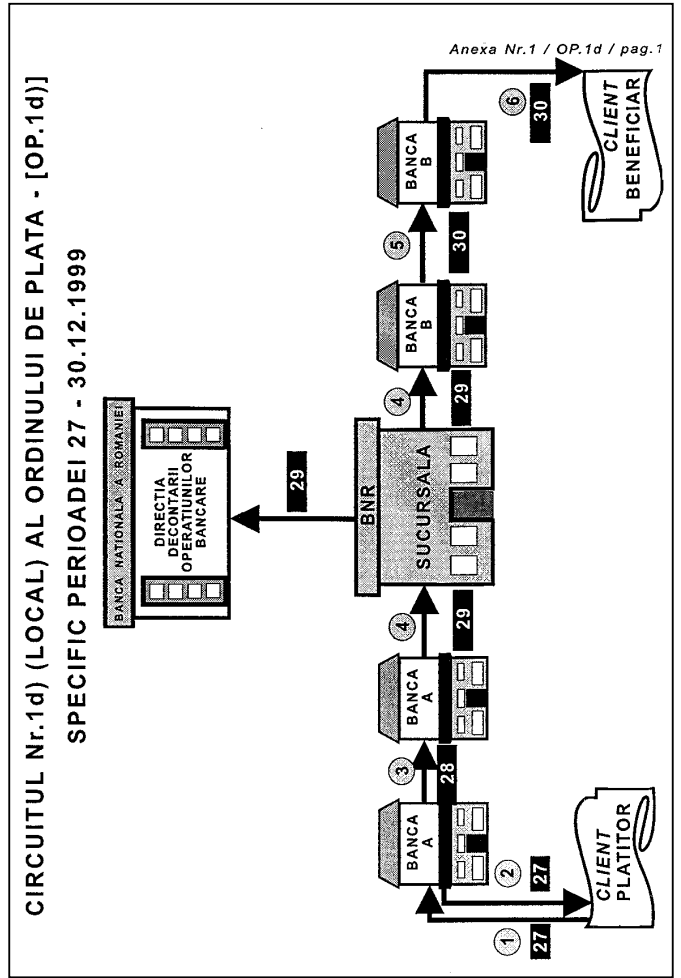 Anexa Nr.1 / OP.1d / pag.1
CIRCUITUL Nr.1d) (LOCAL) AL ORDINULUI DE PLATA - [OP.1d)]
SPECIFIC PERIOADEI 27 - 30.12.1999
BANCA NATIONALA A ROMANIEI
DIRECTIA
DECONTARII
OPERATIUNILOR
BANCARE
29
BNR
SUCURSALA
1
27
2
27
CLIENT
PLATITOR
BANCA
A
3
28
BANCA
A
4
29
4
29
BANCA
B
5
30
BANCA
B
6
30
CLIENT
BENEFICIAR